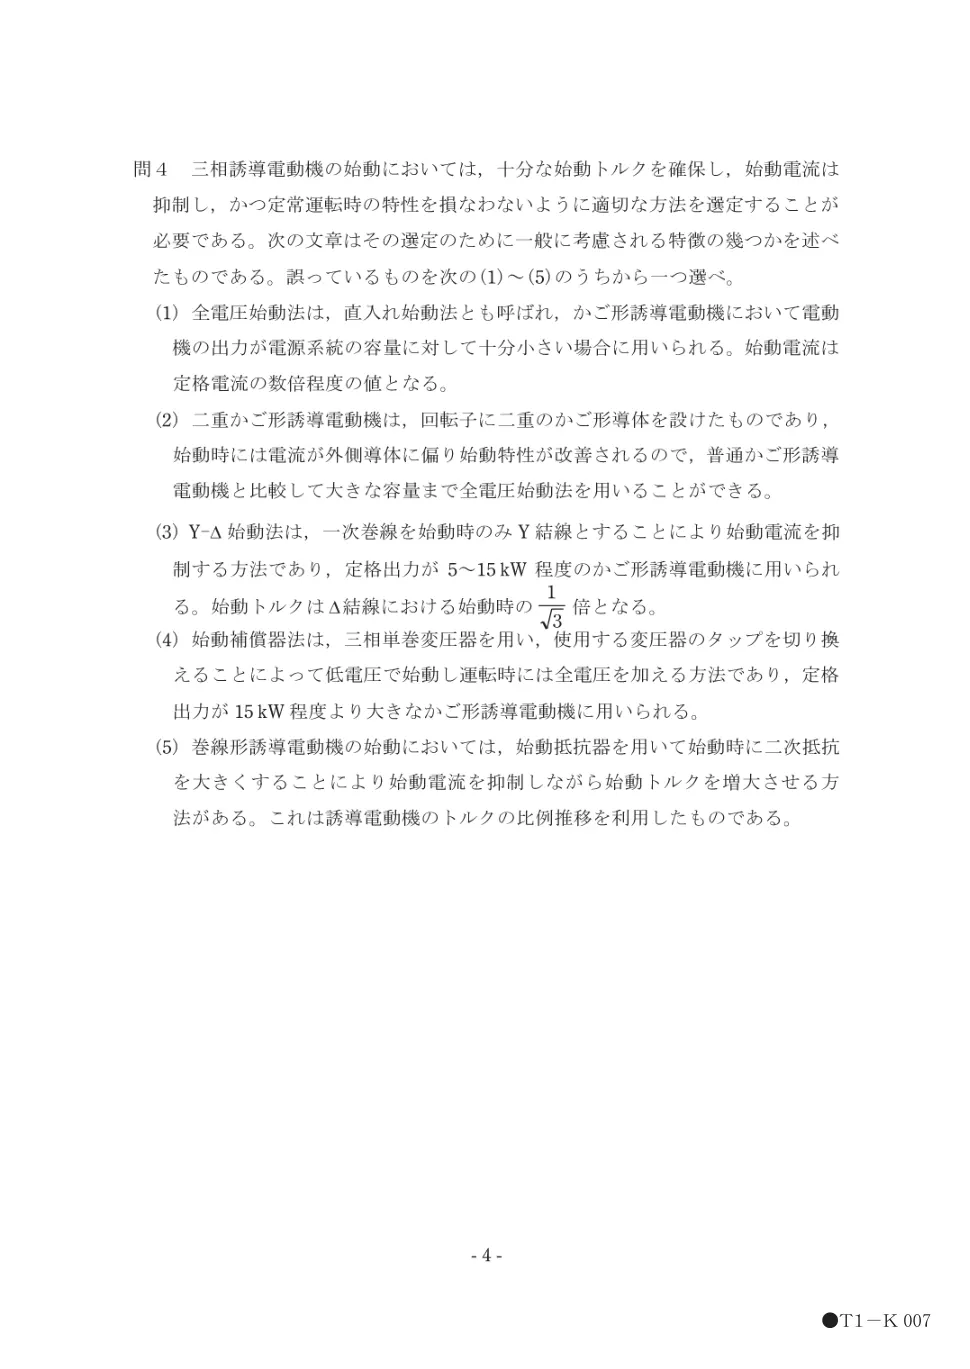 問４　三相誘導電動機の始動においては，十分な始動トルクを確保し，始動電流は
抑制し，かつ定常運転時の特性を損なわないように適切な方法を選定することが
必要である。次の文章はその選定のために一般に考慮される特徴の幾つかを述べ
たものである。誤っているものを次の(1)～(5)のうちから一つ選べ。
(1) 全電圧始動法は，直入れ始動法とも呼ばれ，かご形誘導電動機において電動
機の出力が電源系統の容量に対して十分小さい場合に用いられる。始動電流は
定格電流の数倍程度の値となる。
(2) 二重かご形誘導電動機は，回転子に二重のかご形導体を設けたものであり，
始動時には電流が外側導体に偏り始動特性が改善されるので，普通かご形誘導
電動機と比較して大きな容量まで全電圧始動法を用いることができる。
(3) Y-Δ 始動法は，一次巻線を始動時のみ Y 結線とすることにより始動電流を抑
制する方法であり，定格出力が 5～15 kW 程度のかご形誘導電動機に用いられ
る。始動トルクは Δ 結線における始動時の 1/√3 倍となる。
(4) 始動補償器法は，三相単巻変圧器を用い，使用する変圧器のタップを切り換
えることによって低電圧で始動し運転時には全電圧を加える方法であり，定格
出力が 15 kW 程度より大きなかご形誘導電動機に用いられる。
(5) 巻線形誘導電動機の始動においては，始動抵抗器を用いて始動時に二次抵抗
を大きくすることにより始動電流を抑制しながら始動トルクを増大させる方
法がある。これは誘導電動機のトルクの比例推移を利用したものである。
- 4 -
●T1－K 007